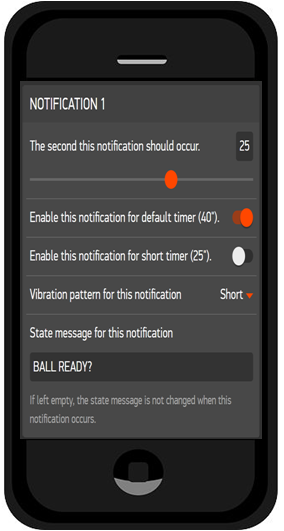 NOTIFICATION 1
The second this notification should occur. 25
Enable this notification for default timer (40").
Enable this notification for short timer (25").
Vibration pattern for this notification Short
State message for this notification
BALL READY?
If left empty, the state message is not changed when this
notification occurs.